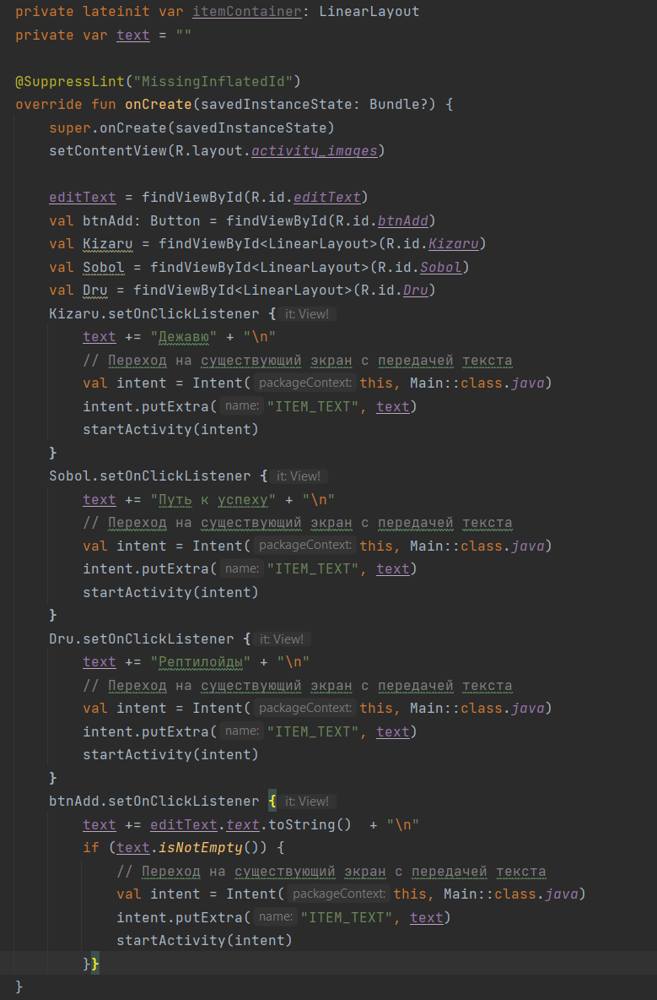 private lateinit var itemContainer: LinearLayout
private var text = ""
@SuppressLint("MissingInflatedId")
override fun onCreate(savedInstanceState: Bundle?) {
super.onCreate(savedInstanceState)
setContentView(R.layout.activity_images)
editText = findViewById(R.id.editText)
val btnAdd: Button = findViewById(R.id.btnAdd)
val Kizaru = findViewById<LinearLayout>(R.id.Kizaru)
val Sobol = findViewById<LinearLayout>(R.id.Sobol)
val Dru = findViewById<LinearLayout>(R.id.Dru)
Kizaru.setOnClickListener { it: View!
text += "Дежавю" + "\n"
// Переход на существующий экран с передачей текста
val intent = Intent( packageContext: this, Main::class.java)
intent.putExtra( name: "ITEM_TEXT", text)
startActivity(intent)
}
Sobol.setOnClickListener { it: View!
text += "Путь к успеху" + "\n"
// Переход на существующий экран с передачей текста
val intent = Intent( packageContext: this, Main::class.java)
intent.putExtra( name: "ITEM_TEXT", text)
startActivity(intent)
}
Dru.setOnClickListener { it: View!
text += "Рептилойды" + "\n"
// Переход на существующий экран с передачей текста
val intent = Intent( packageContext: this, Main::class.java)
intent.putExtra( name: "ITEM_TEXT", text)
startActivity(intent)
}
btnAdd.setOnClickListener { it: View!
text += editText.text.toString()  + "\n"
if (text.isNotEmpty()) {
// Переход на существующий экран с передачей текста
val intent = Intent( packageContext: this, Main::class.java)
intent.putExtra( name: "ITEM_TEXT", text)
startActivity(intent)
}}
}